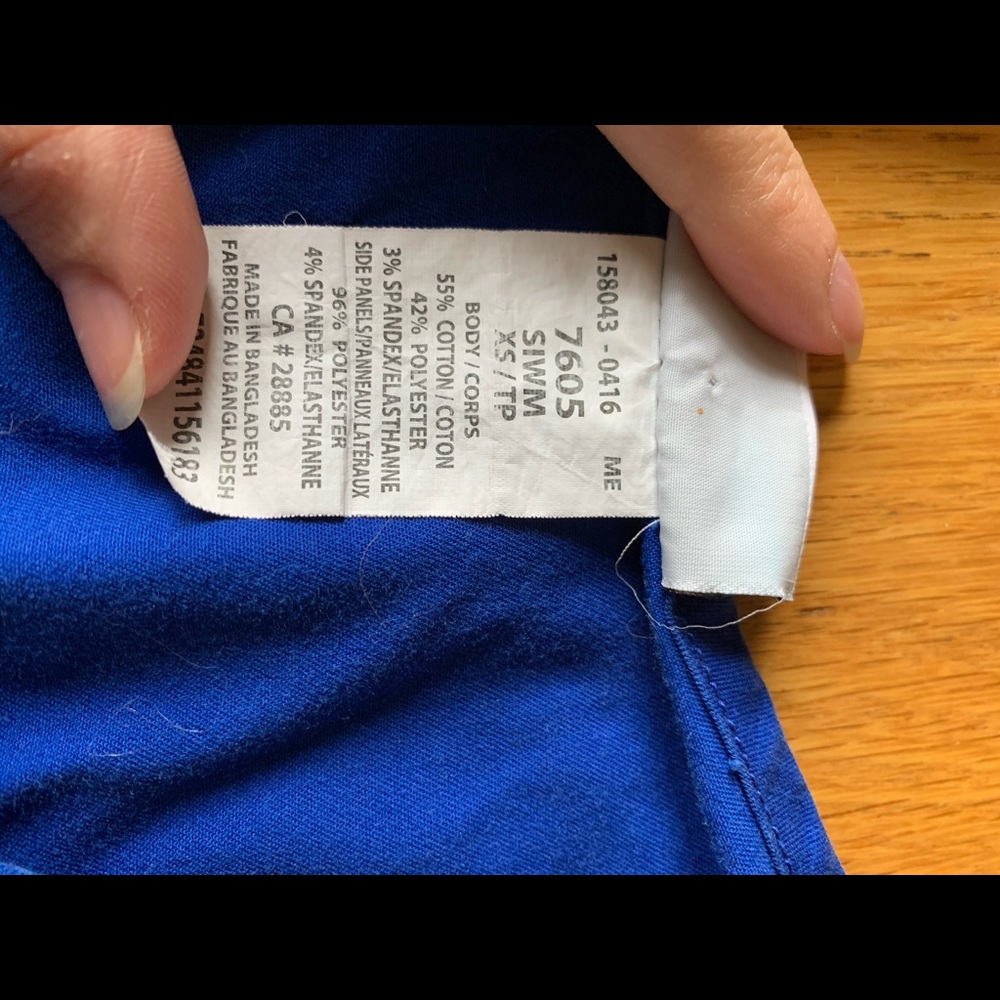 158043 - 0416 ME
7605
SIWM
XS / TP
BODY / CORPS
55% COTTON / COTON
42% POLYESTER
3% SPANDEX/ELASTHANNE
SIDE PANELS/PANNEAUX LATÉRAUX
96% POLYESTER
4% SPANDEX/ELASTHANNE
CA # 28885
MADE IN BANGLADESH
FABRIQUE AU BANGLADESH